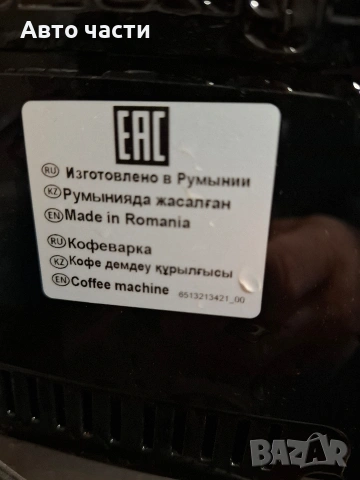 Авто части
EAC
RU Изготовлено в Румынии
KZ Румынияда жасалған
EN Made in Romania
RU Кофеварка
KZ Кофе демдеу құрылғысы
EN Coffee machine 6513213421_00
BAZAR